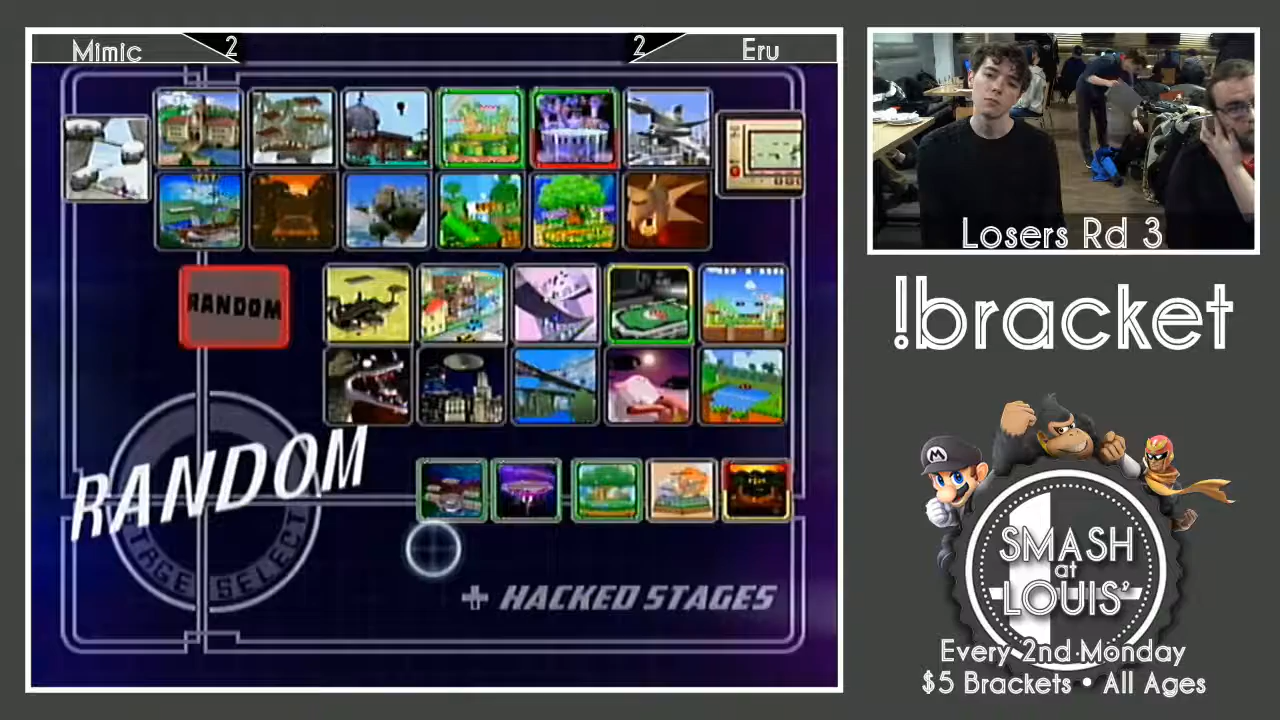 Mimic 2
2 Eru
RANDOM
RANDOM
STAGE SELECT
+ HACKED STAGES
Losers Rd 3
!bracket
M
SMASH
at
LOUIS'
Every 2nd Monday
$5 Brackets • All Ages